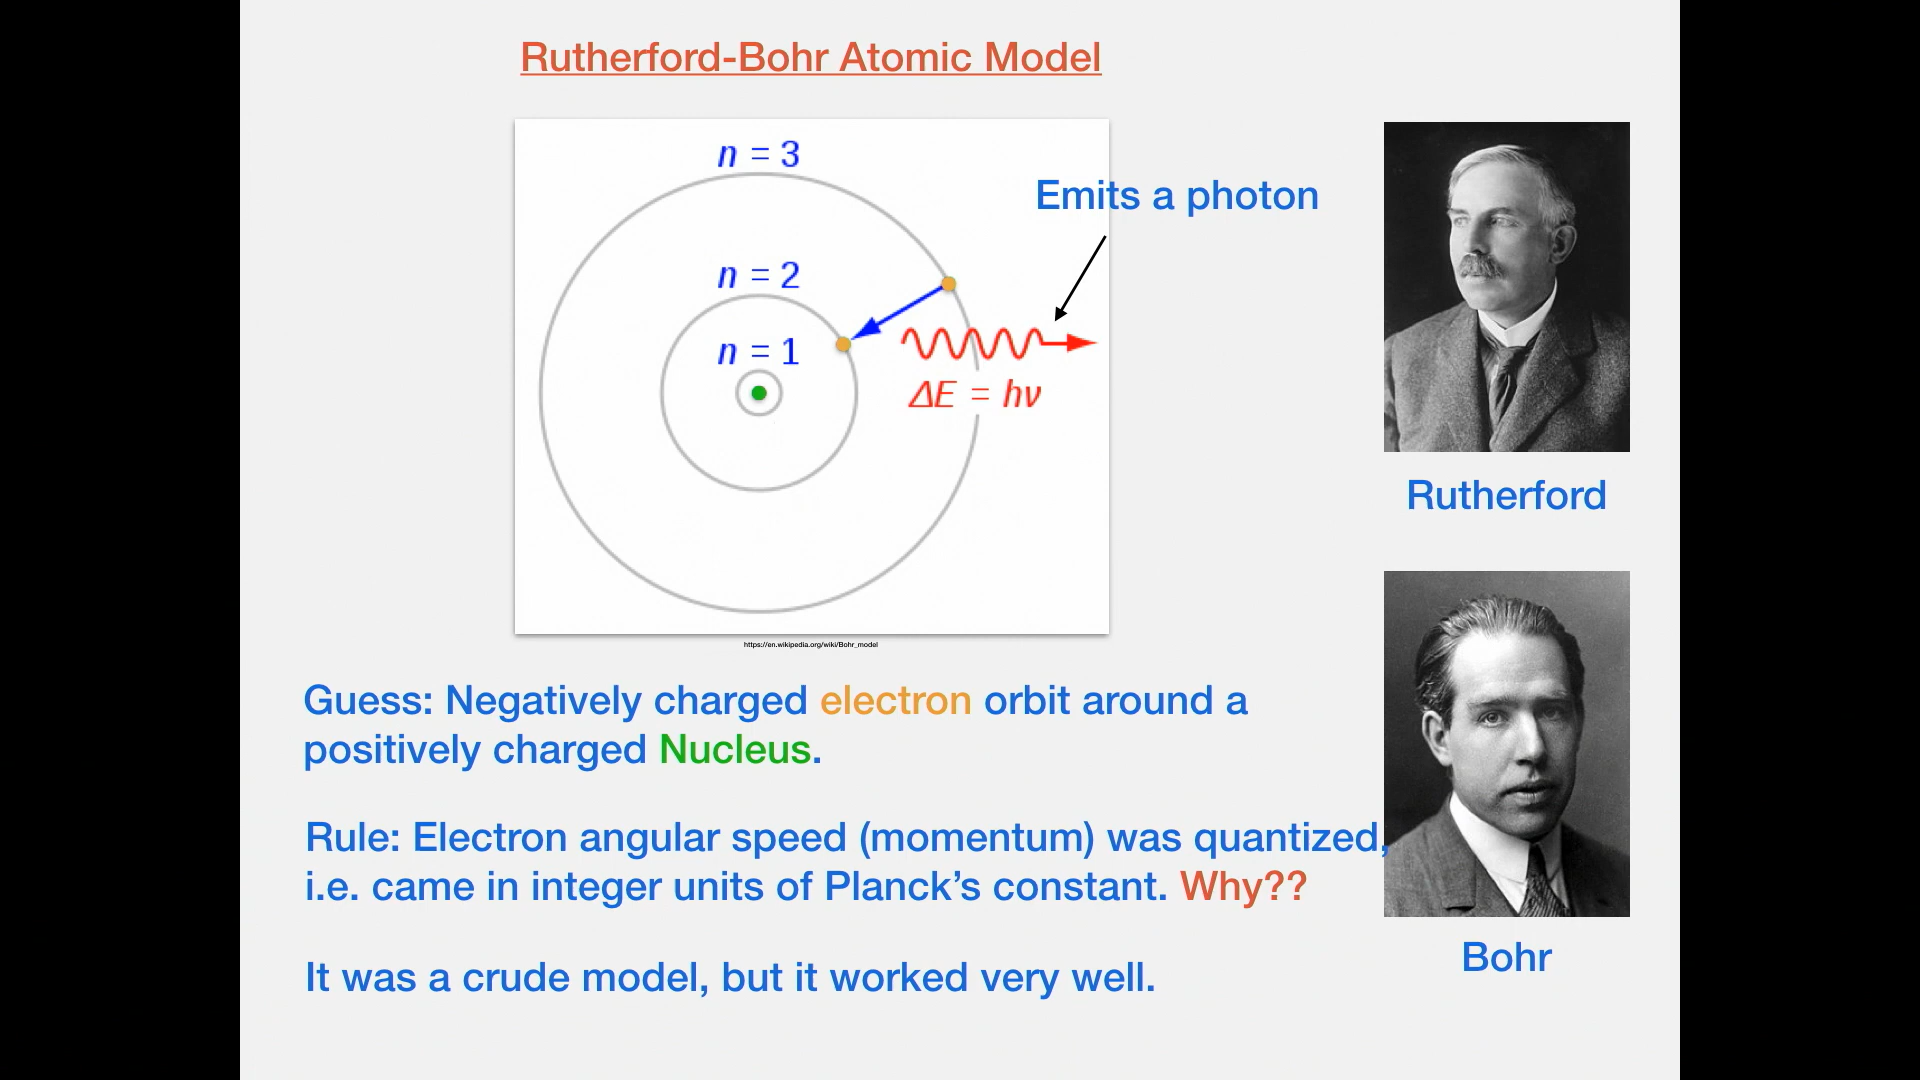 Rutherford-Bohr Atomic Model
n = 3
Emits a photon
n = 2
n = 1
ΔE = hν
Rutherford
https://en.wikipedia.org/wiki/Bohr_model
Guess: Negatively charged electron orbit around a
positively charged Nucleus.
Rule: Electron angular speed (momentum) was quantized,
i.e. came in integer units of Planck’s constant. Why??
It was a crude model, but it worked very well.
Bohr